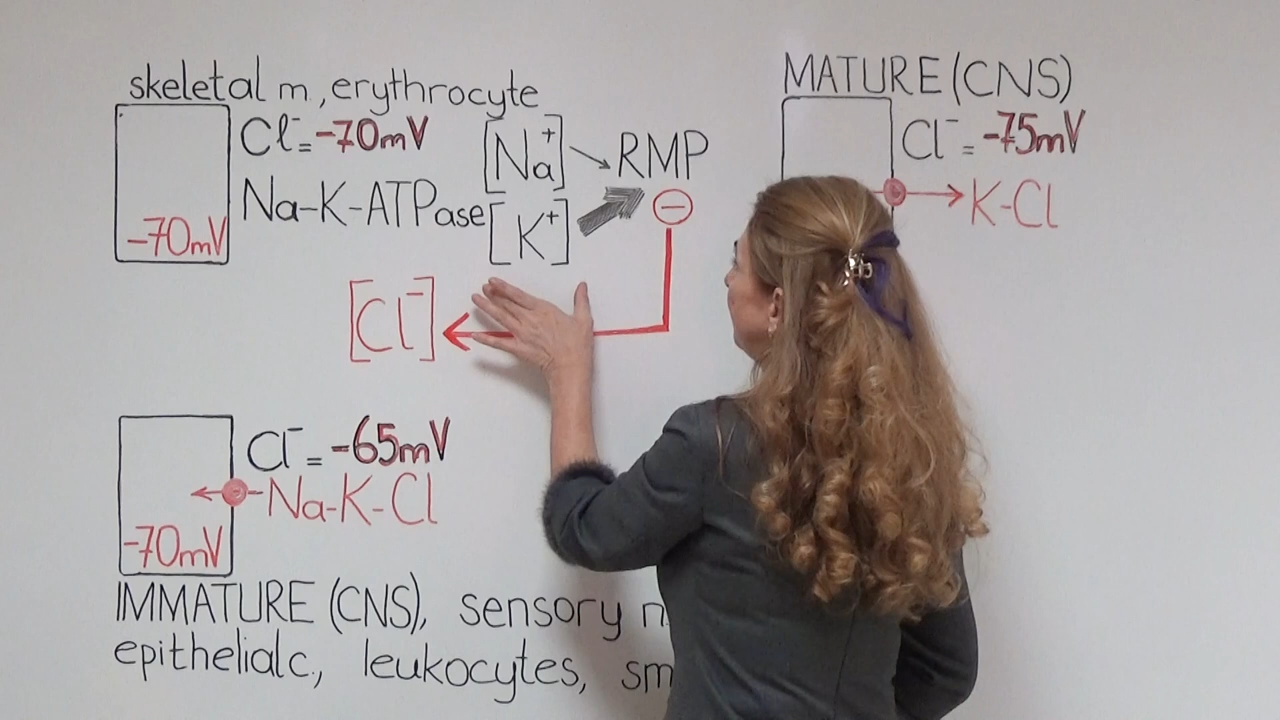 skeletal m., erythrocyte
Cl⁻= -70mV
[Na⁺]
RMP
Na-K-ATPase
[K⁺]
⊖
-70mV
[Cl⁻]
MATURE (CNS)
Cl⁻= -75mV
K-Cl
Cl⁻= -65mV
Na-K-Cl
-70mV
IMMATURE (CNS), sensory
epithelial c., leukocytes,